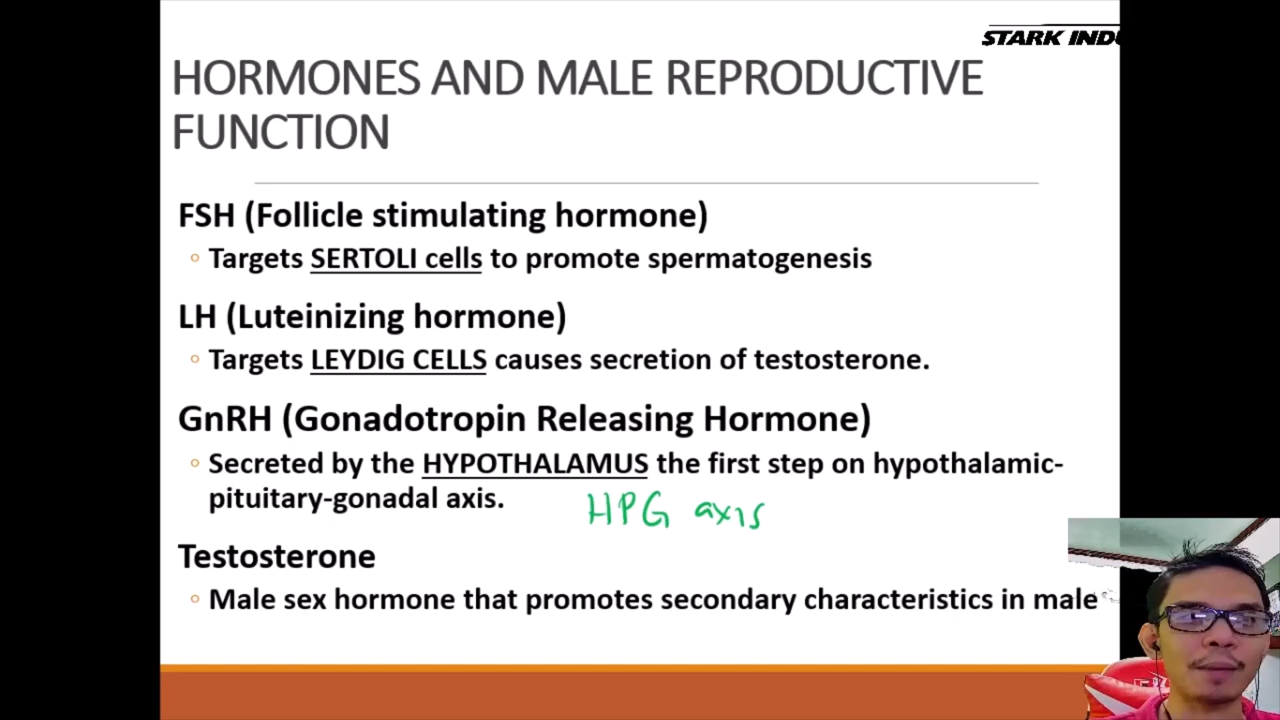 STARK INDU
HORMONES AND MALE REPRODUCTIVE
FUNCTION
FSH (Follicle stimulating hormone)
◦ Targets SERTOLI cells to promote spermatogenesis
LH (Luteinizing hormone)
◦ Targets LEYDIG CELLS causes secretion of testosterone.
GnRH (Gonadotropin Releasing Hormone)
◦ Secreted by the HYPOTHALAMUS the first step on hypothalamic-
pituitary-gonadal axis.
HPG axis
Testosterone
◦ Male sex hormone that promotes secondary characteristics in male